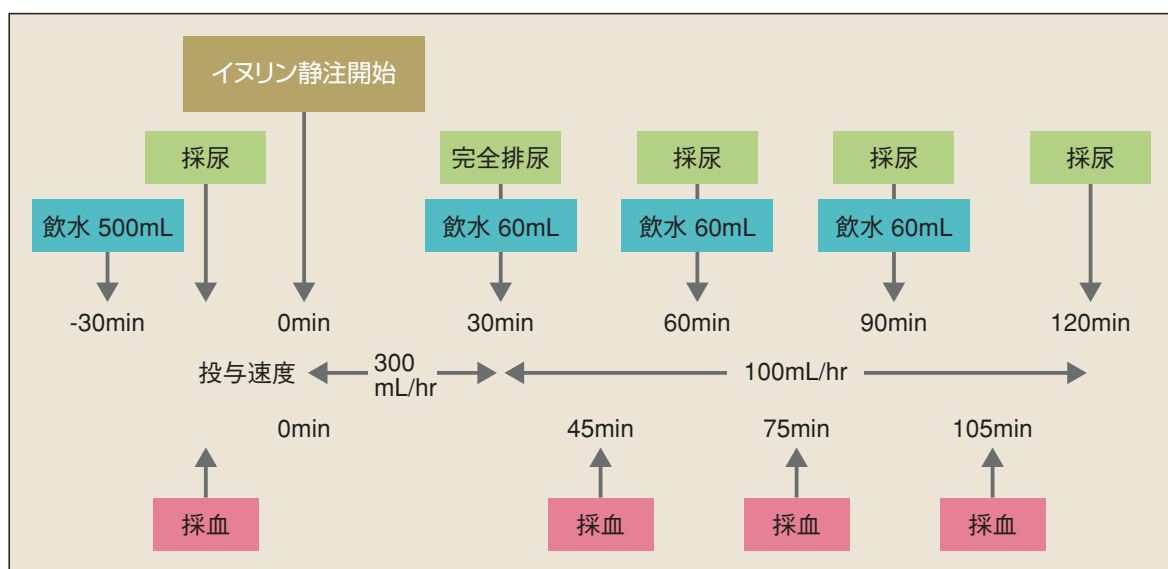 イヌリン静注開始
採尿
完全排尿
採尿
採尿
採尿
飲水 500mL
飲水 60mL
飲水 60mL
飲水 60mL
-30min
0min
30min
60min
90min
120min
投与速度
300
mL/hr
100mL/hr
0min
45min
75min
105min
採血
採血
採血
採血